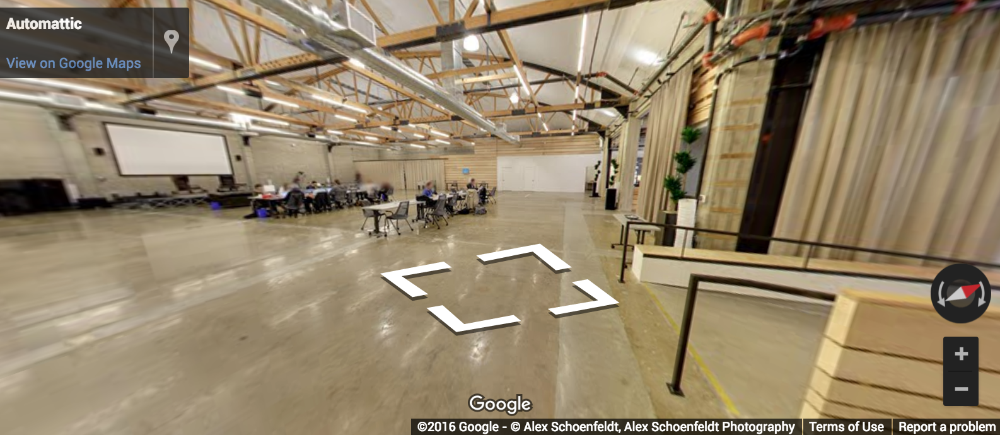 Automattic
View on Google Maps
Google
©2016 Google - © Alex Schoenfeldt, Alex Schoenfeldt Photography
Terms of Use
Report a problem